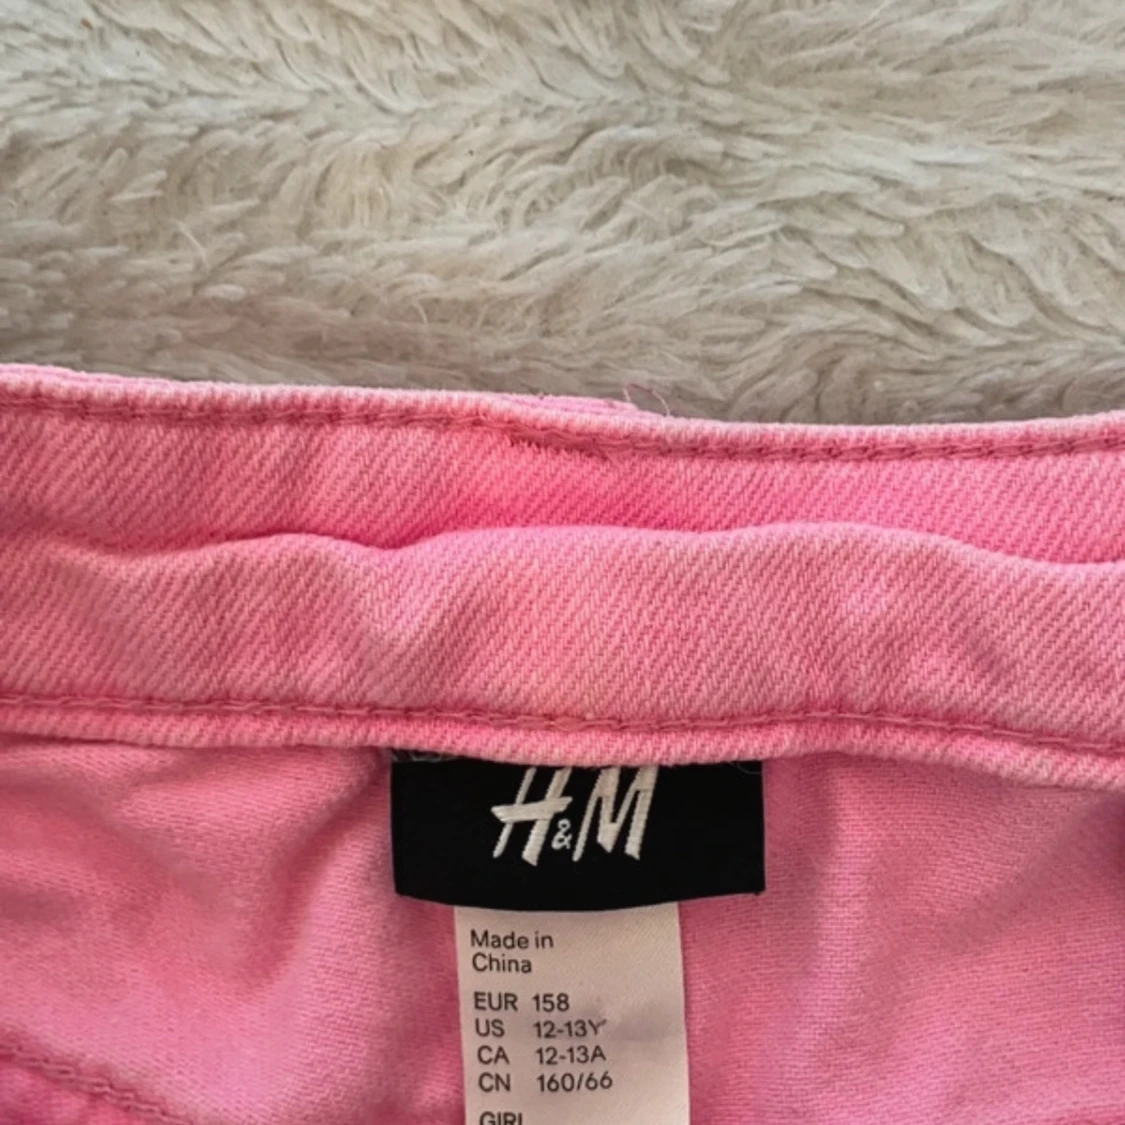 H&M
Made in
China
EUR 158
US 12-13Y
CA 12-13A
CN 160/66
GIRL